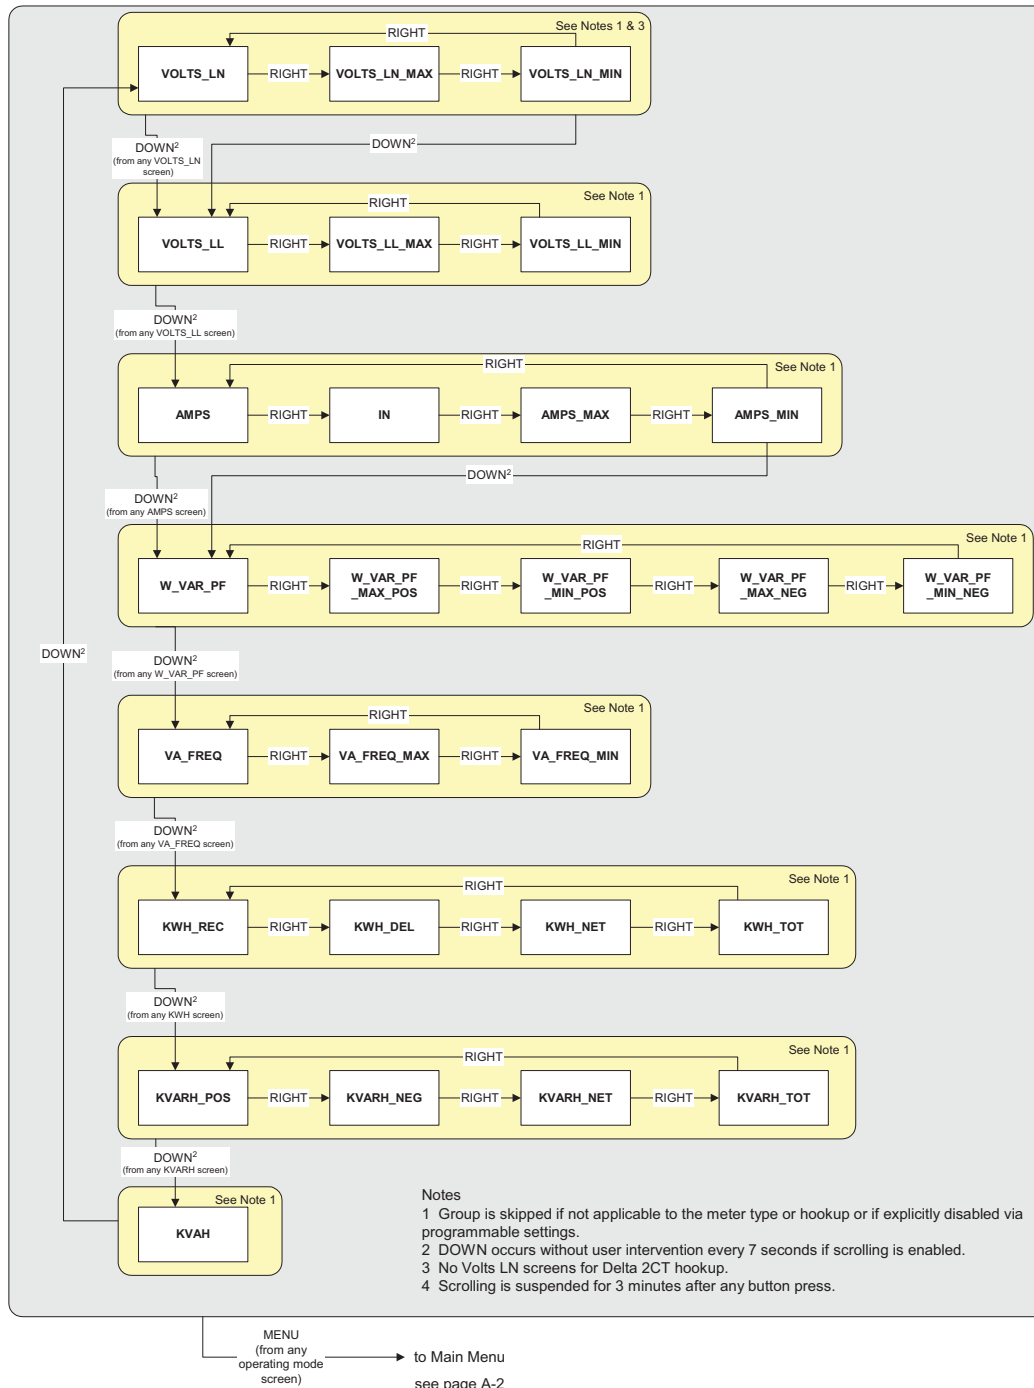 See Notes 1 & 3
RIGHT
VOLTS_LN
RIGHT
VOLTS_LN_MAX
RIGHT
VOLTS_LN_MIN
DOWN2
(from any VOLTS_LN
screen)
DOWN2
See Note 1
RIGHT
VOLTS_LL
RIGHT
VOLTS_LL_MAX
RIGHT
VOLTS_LL_MIN
DOWN2
(from any VOLTS_LL screen)
See Note 1
RIGHT
AMPS
RIGHT
IN
RIGHT
AMPS_MAX
RIGHT
AMPS_MIN
DOWN2
DOWN2
(from any AMPS screen)
See Note 1
RIGHT
W_VAR_PF
RIGHT
W_VAR_PF
_MAX_POS
RIGHT
W_VAR_PF
_MIN_POS
RIGHT
W_VAR_PF
_MAX_NEG
RIGHT
W_VAR_PF
_MIN_NEG
DOWN2
DOWN2
(from any W_VAR_PF screen)
See Note 1
RIGHT
VA_FREQ
RIGHT
VA_FREQ_MAX
RIGHT
VA_FREQ_MIN
DOWN2
(from any VA_FREQ screen)
See Note 1
RIGHT
KWH_REC
RIGHT
KWH_DEL
RIGHT
KWH_NET
RIGHT
KWH_TOT
DOWN2
(from any KWH screen)
See Note 1
RIGHT
KVARH_POS
RIGHT
KVARH_NEG
RIGHT
KVARH_NET
RIGHT
KVARH_TOT
DOWN2
(from any KVARH screen)
See Note 1
KVAH
Notes
1 Group is skipped if not applicable to the meter type or hookup or if explicitly disabled via
programmable settings.
2 DOWN occurs without user intervention every 7 seconds if scrolling is enabled.
3 No Volts LN screens for Delta 2CT hookup.
4 Scrolling is suspended for 3 minutes after any button press.
MENU
(from any
operating mode
screen)
to Main Menu
see page A-2